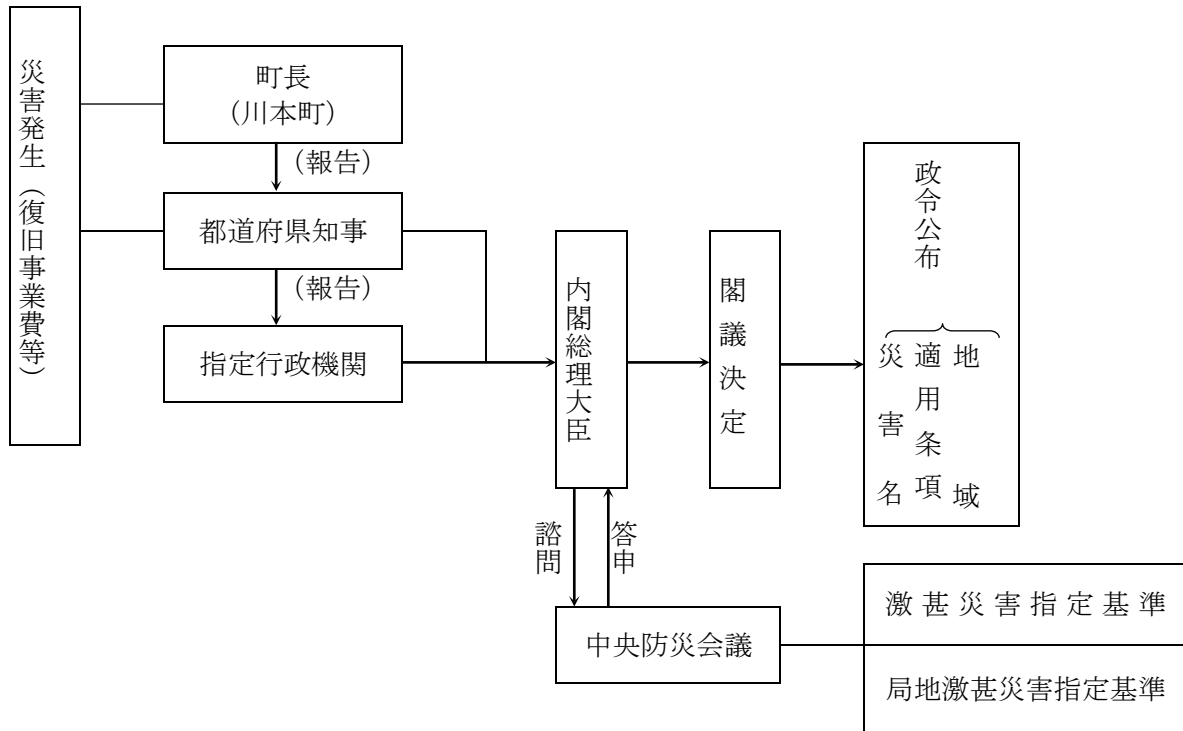 災害発生（復旧事業費等）
町長
（川本町）
（報告）
都道府県知事
（報告）
指定行政機関
内閣総理大臣
閣議決定
政令公布
地域
適用条項
災害名
諮問
答申
中央防災会議
激甚災害指定基準
局地激甚災害指定基準